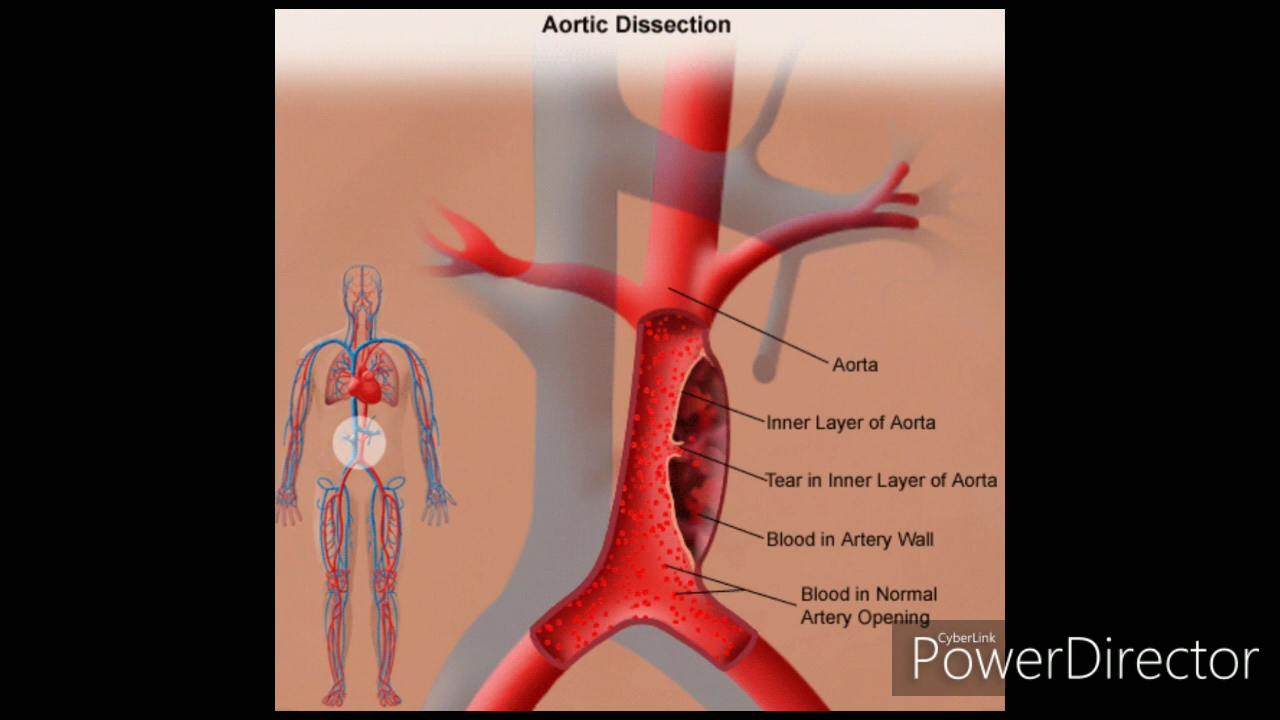 Aortic Dissection
Aorta
Inner Layer of Aorta
Tear in Inner Layer of Aorta
Blood in Artery Wall
Blood in Normal
Artery Opening
CyberLink
PowerDirector